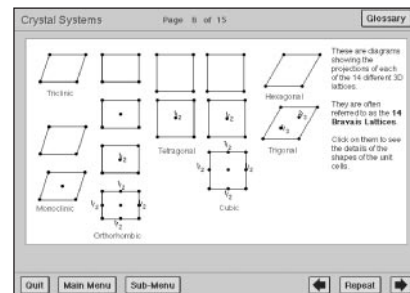 Crystal Systems
Page 8 of 15
Glossary
These are diagrams
showing the
projections of each
of the 14 different 3D
lattices.
They are often
referred to as the 14
Bravais Lattices.
Click on them to see
the details of the
shapes of the unit
cells.
Triclinic
Hexagonal
Tetragonal
Trigonal
Monoclinic
Cubic
Orthorhombic
Quit
Main Menu
Sub-Menu
Repeat